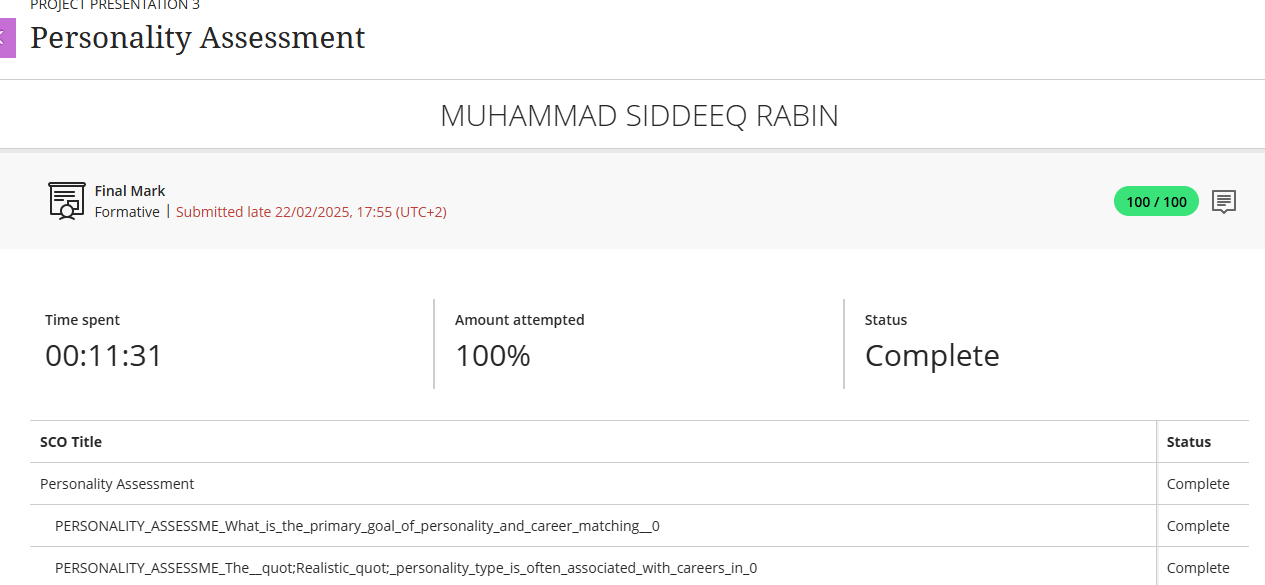 PROJECT PRESENTATION 3
Personality Assessment
MUHAMMAD SIDDEEQ RABIN
Final Mark
Formative | Submitted late 22/02/2025, 17:55 (UTC+2)
100 / 100
Time spent
00:11:31
Amount attempted
100%
Status
Complete
SCO Title Status
Personality Assessment Complete
PERSONALITY_ASSESSME_What_is_the_primary_goal_of_personality_and_career_matching__0 Complete
PERSONALITY_ASSESSME_The__quot;Realistic_quot;_personality_type_is_often_associated_with_careers_in_0 Complete